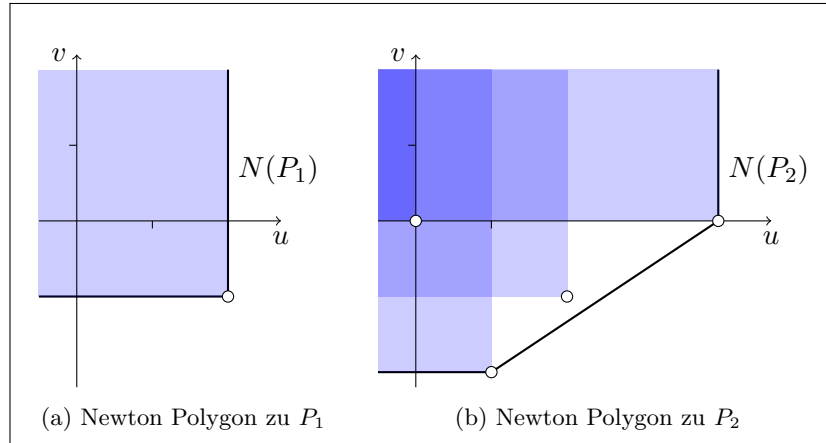 v
N(P₁)
u
(a) Newton Polygon zu P₁
v
N(P₂)
u
(b) Newton Polygon zu P₂